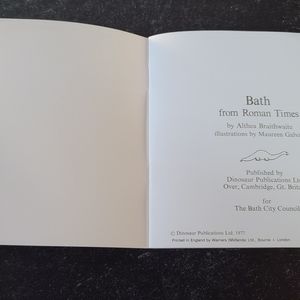 Bath
from Roman Times
by Althea Braithwaite
illustrations by Maureen
Published by
Dinosaur Publications Ltd
Over, Cambridge, Gt. Britain
for
The Bath City Council
© Dinosaur Publications Ltd, 1977
Printed in England by Warners (Midlands) Ltd., Bourne & London